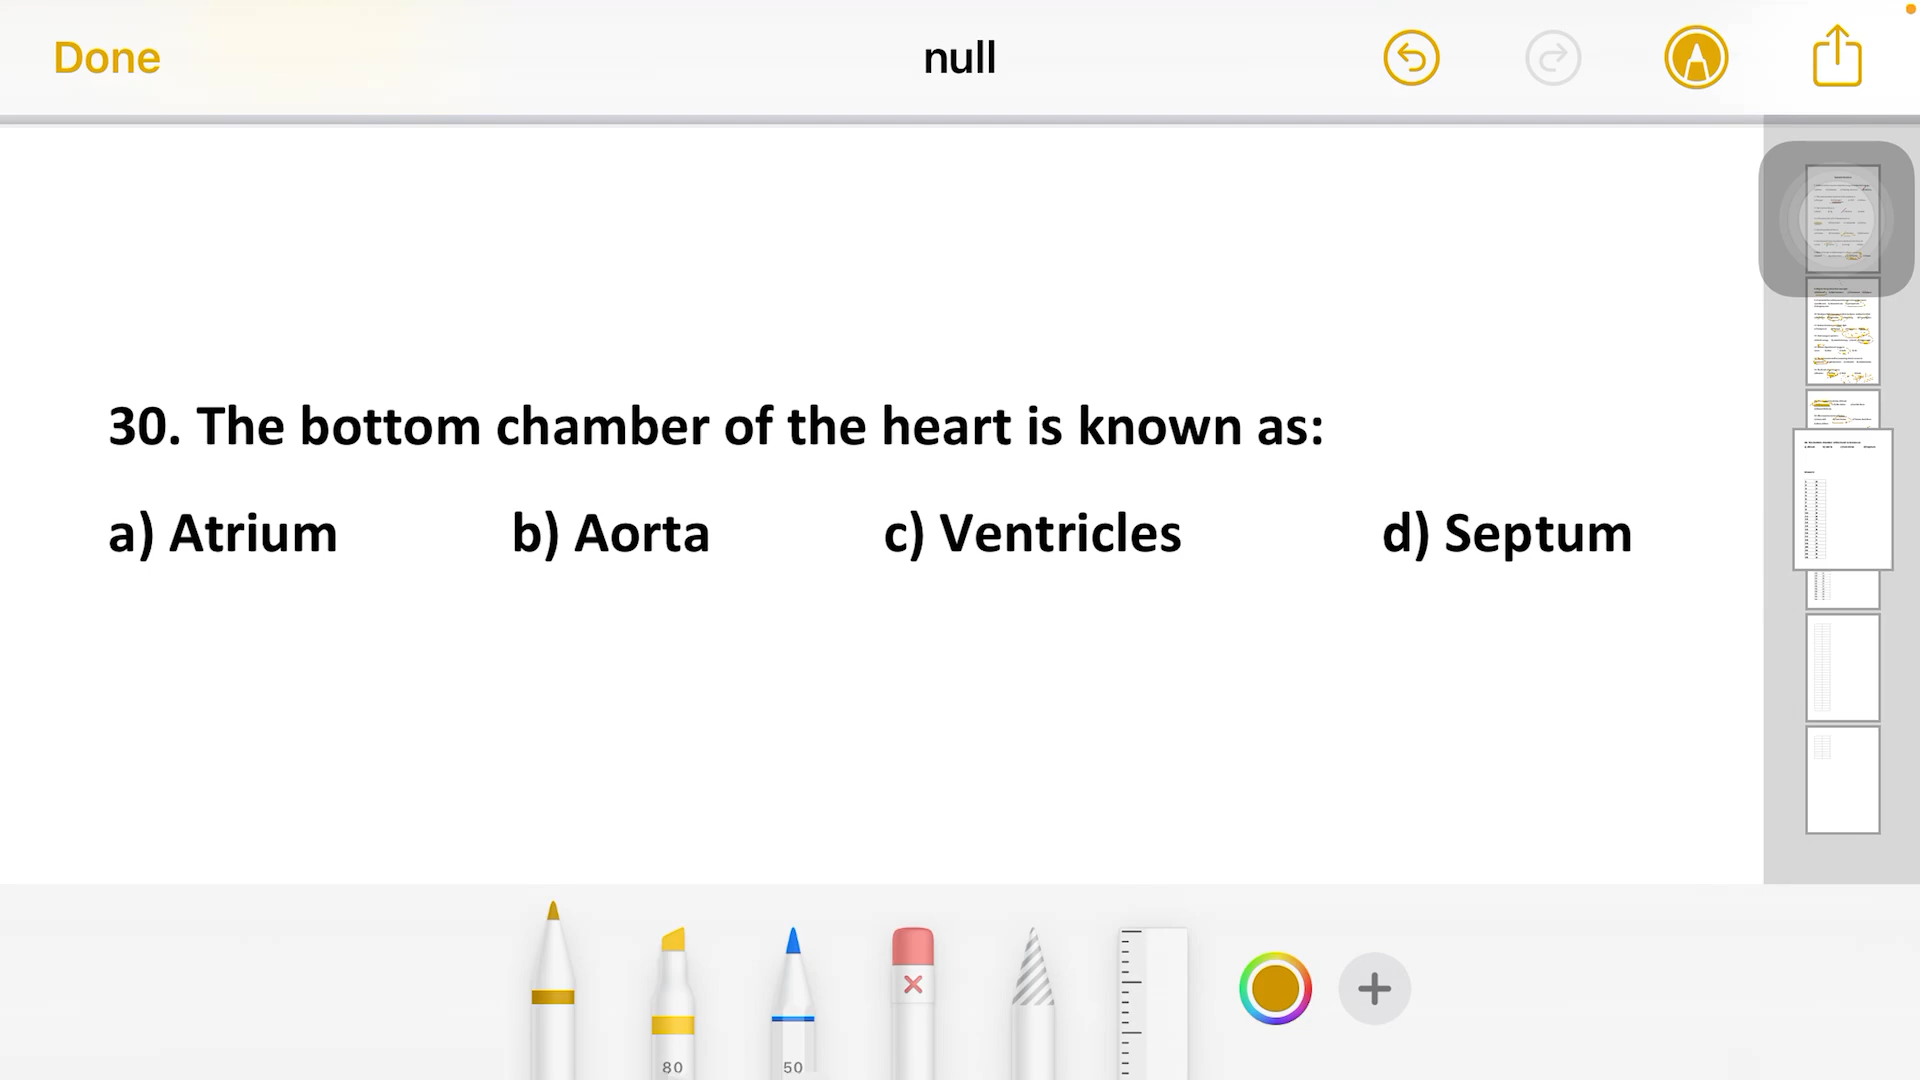 Done null
30. The bottom chamber of the heart is known as:
a) Atrium b) Aorta c) Ventricles d) Septum
80 50